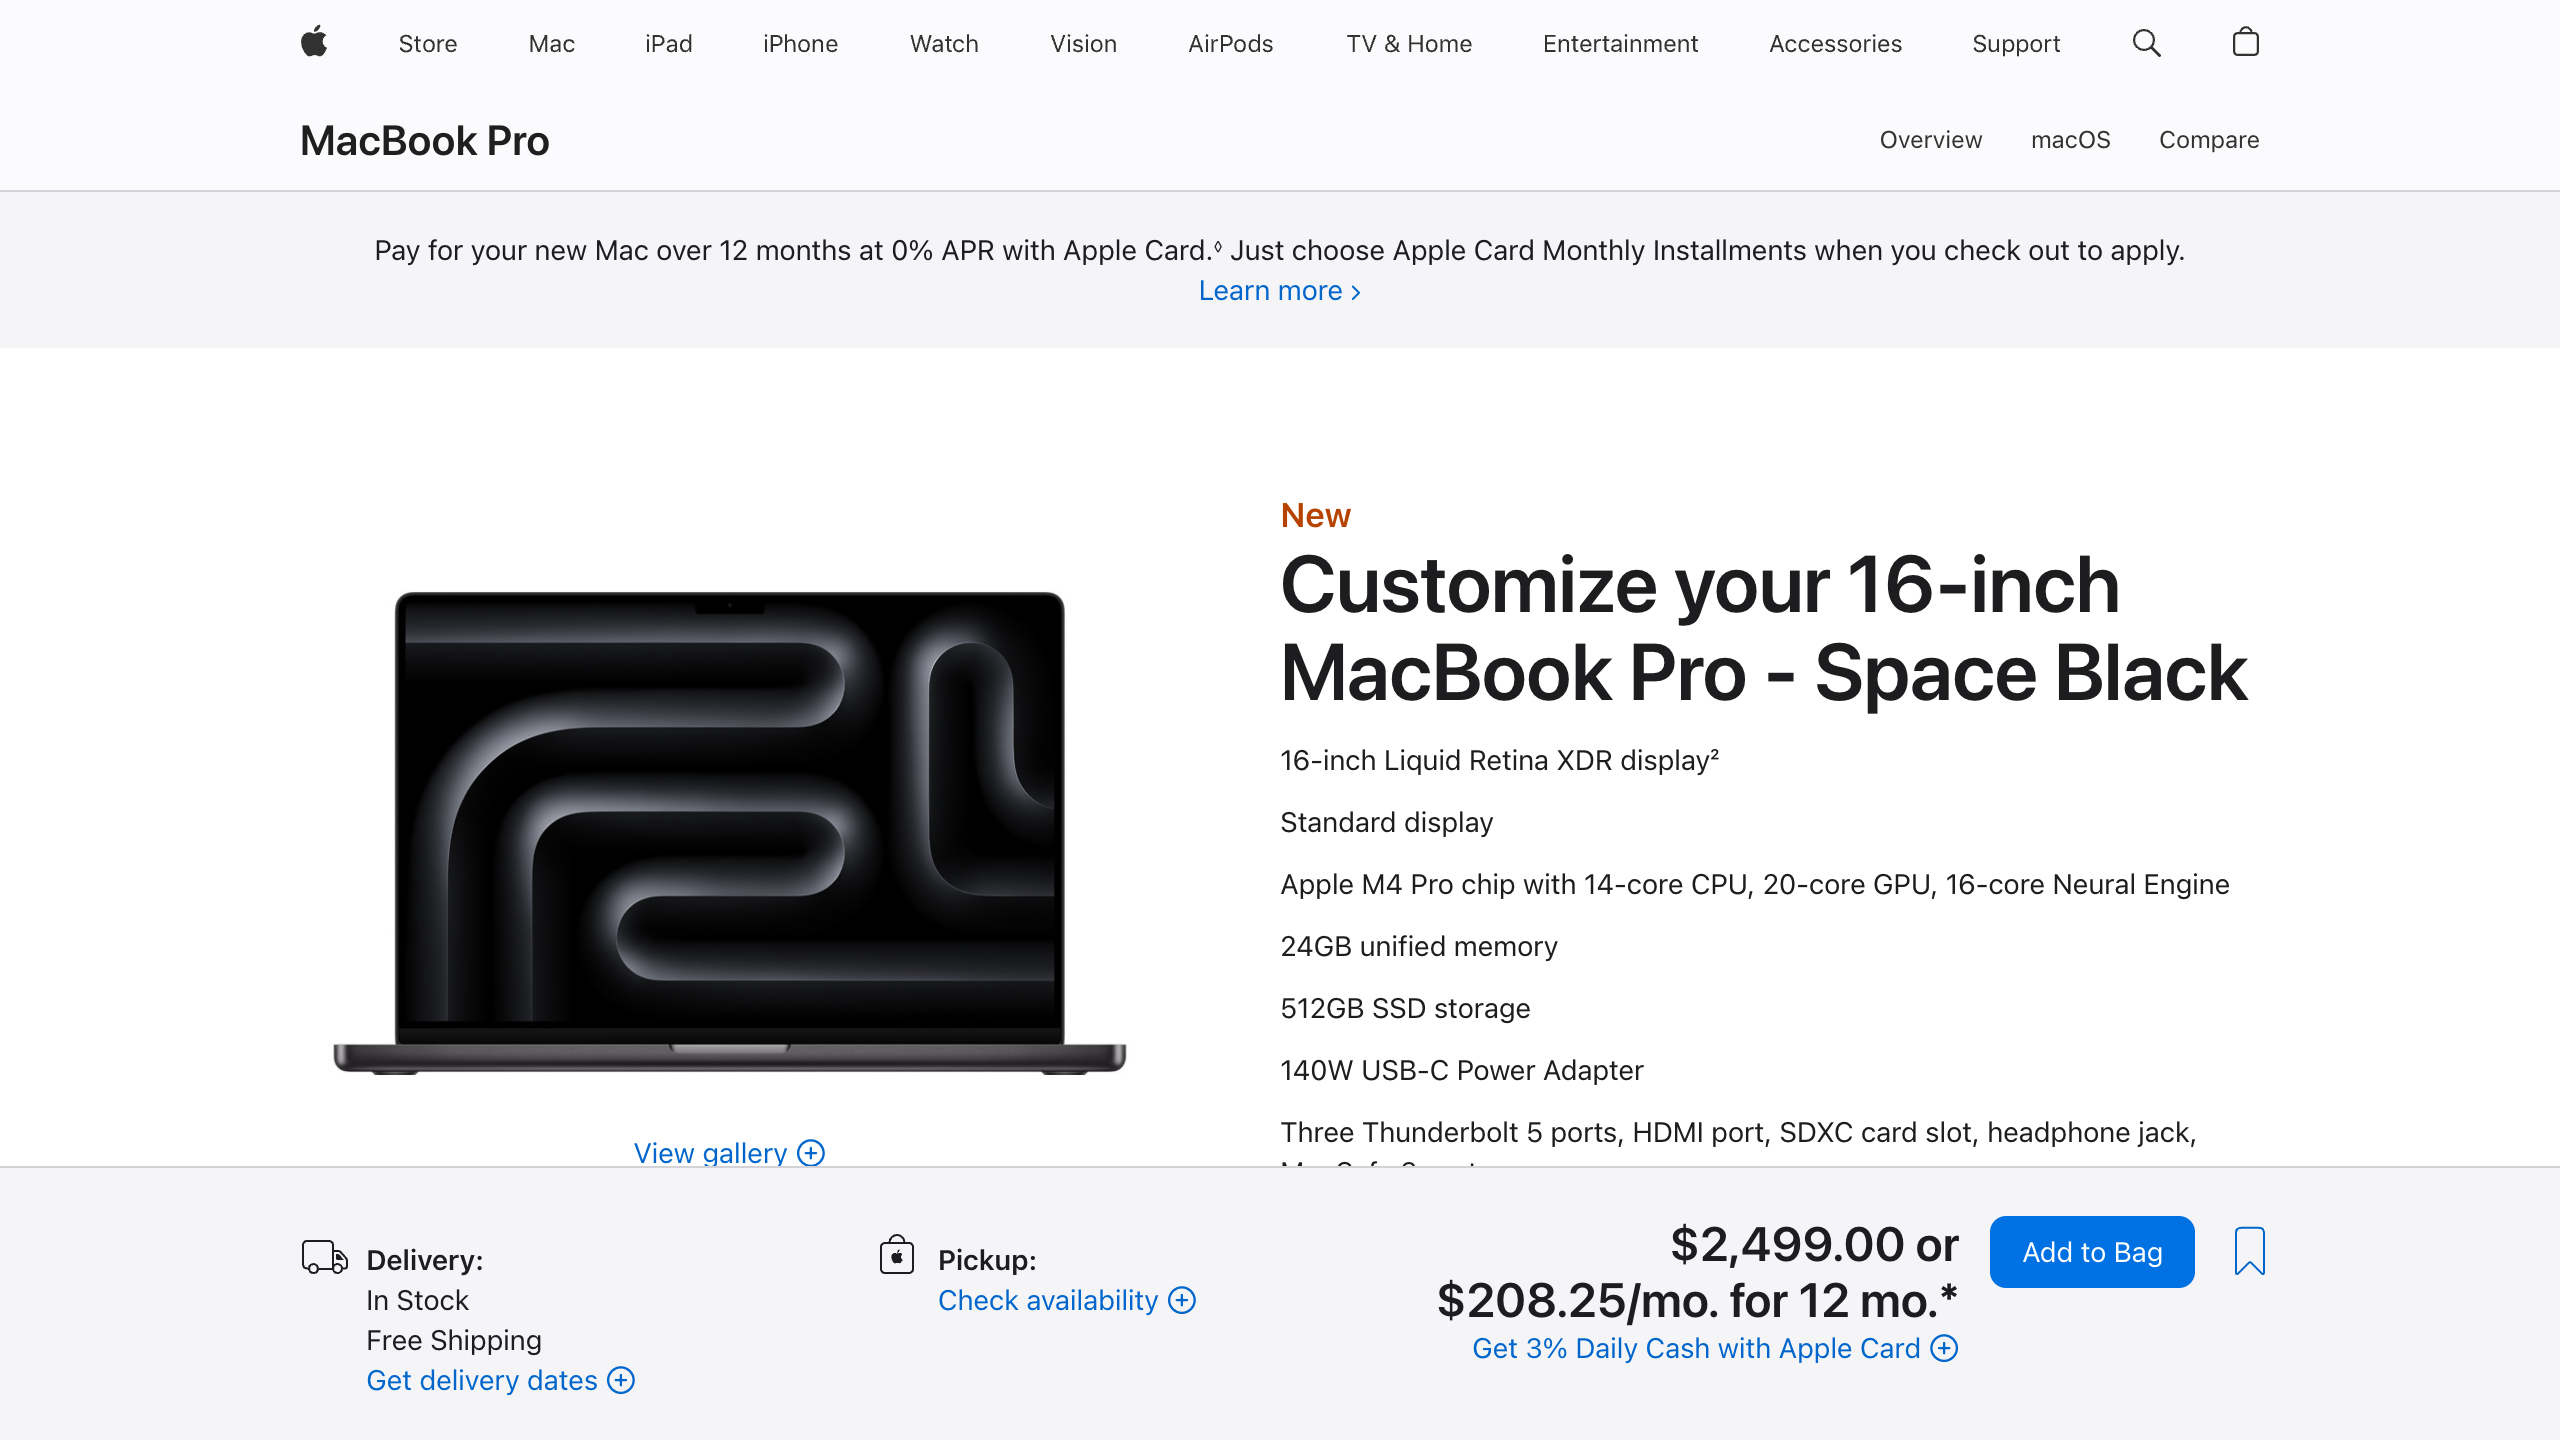 Store Mac iPad iPhone Watch Vision AirPods TV & Home Entertainment Accessories Support
MacBook Pro
Overview macOS Compare
Pay for your new Mac over 12 months at 0% APR with Apple Card.◊ Just choose Apple Card Monthly Installments when you check out to apply.
Learn more >
New
Customize your 16-inch
MacBook Pro - Space Black
16-inch Liquid Retina XDR display²
Standard display
Apple M4 Pro chip with 14-core CPU, 20-core GPU, 16-core Neural Engine
24GB unified memory
512GB SSD storage
140W USB-C Power Adapter
Three Thunderbolt 5 ports, HDMI port, SDXC card slot, headphone jack,
View gallery
Delivery:
In Stock
Free Shipping
Get delivery dates
Pickup:
Check availability
$2,499.00 or
$208.25/mo. for 12 mo.*
Get 3% Daily Cash with Apple Card
Add to Bag